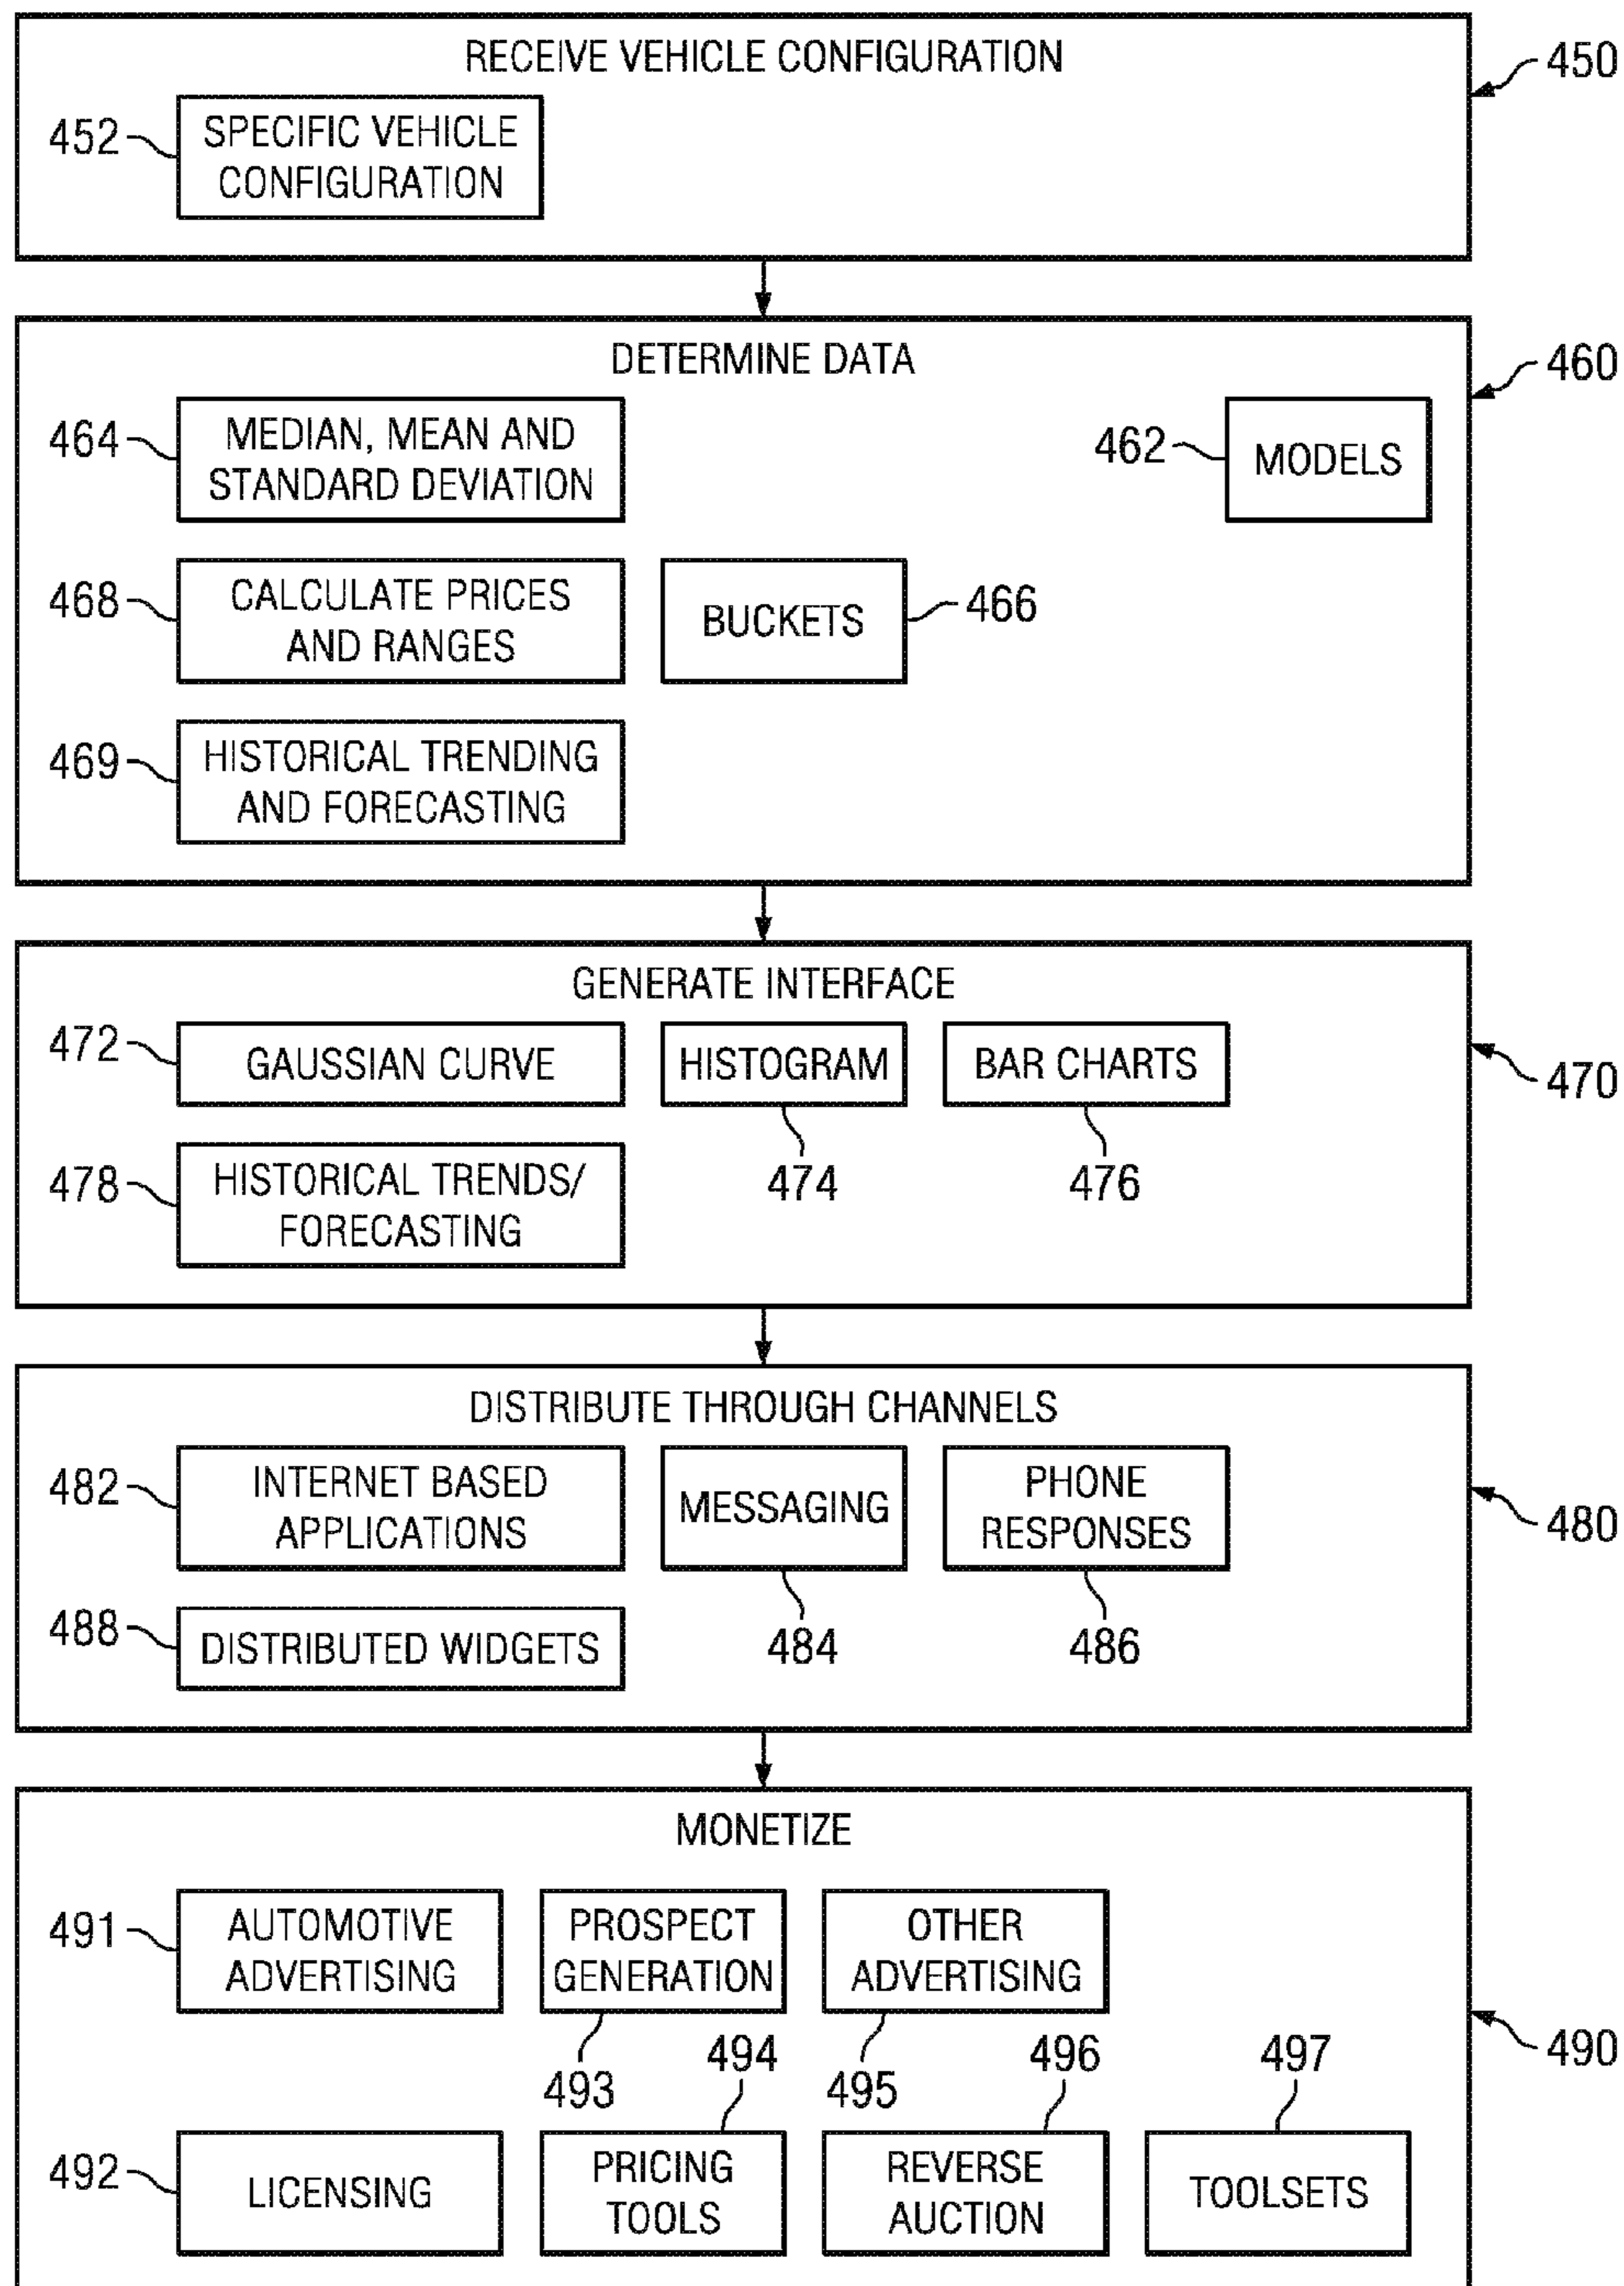 RECEIVE VEHICLE CONFIGURATION
450
452
SPECIFIC VEHICLE
CONFIGURATION
DETERMINE DATA
460
464
MEDIAN, MEAN AND
STANDARD DEVIATION
462
MODELS
468
CALCULATE PRICES
AND RANGES
BUCKETS
466
469
HISTORICAL TRENDING
AND FORECASTING
GENERATE INTERFACE
472
GAUSSIAN CURVE
HISTOGRAM
BAR CHARTS
470
478
HISTORICAL TRENDS/
FORECASTING
474
476
DISTRIBUTE THROUGH CHANNELS
482
INTERNET BASED
APPLICATIONS
MESSAGING
PHONE
RESPONSES
480
488
DISTRIBUTED WIDGETS
484
486
MONETIZE
491
AUTOMOTIVE
ADVERTISING
PROSPECT
GENERATION
OTHER
ADVERTISING
490
493
494
495
496
497
492
LICENSING
PRICING
TOOLS
REVERSE
AUCTION
TOOLSETS